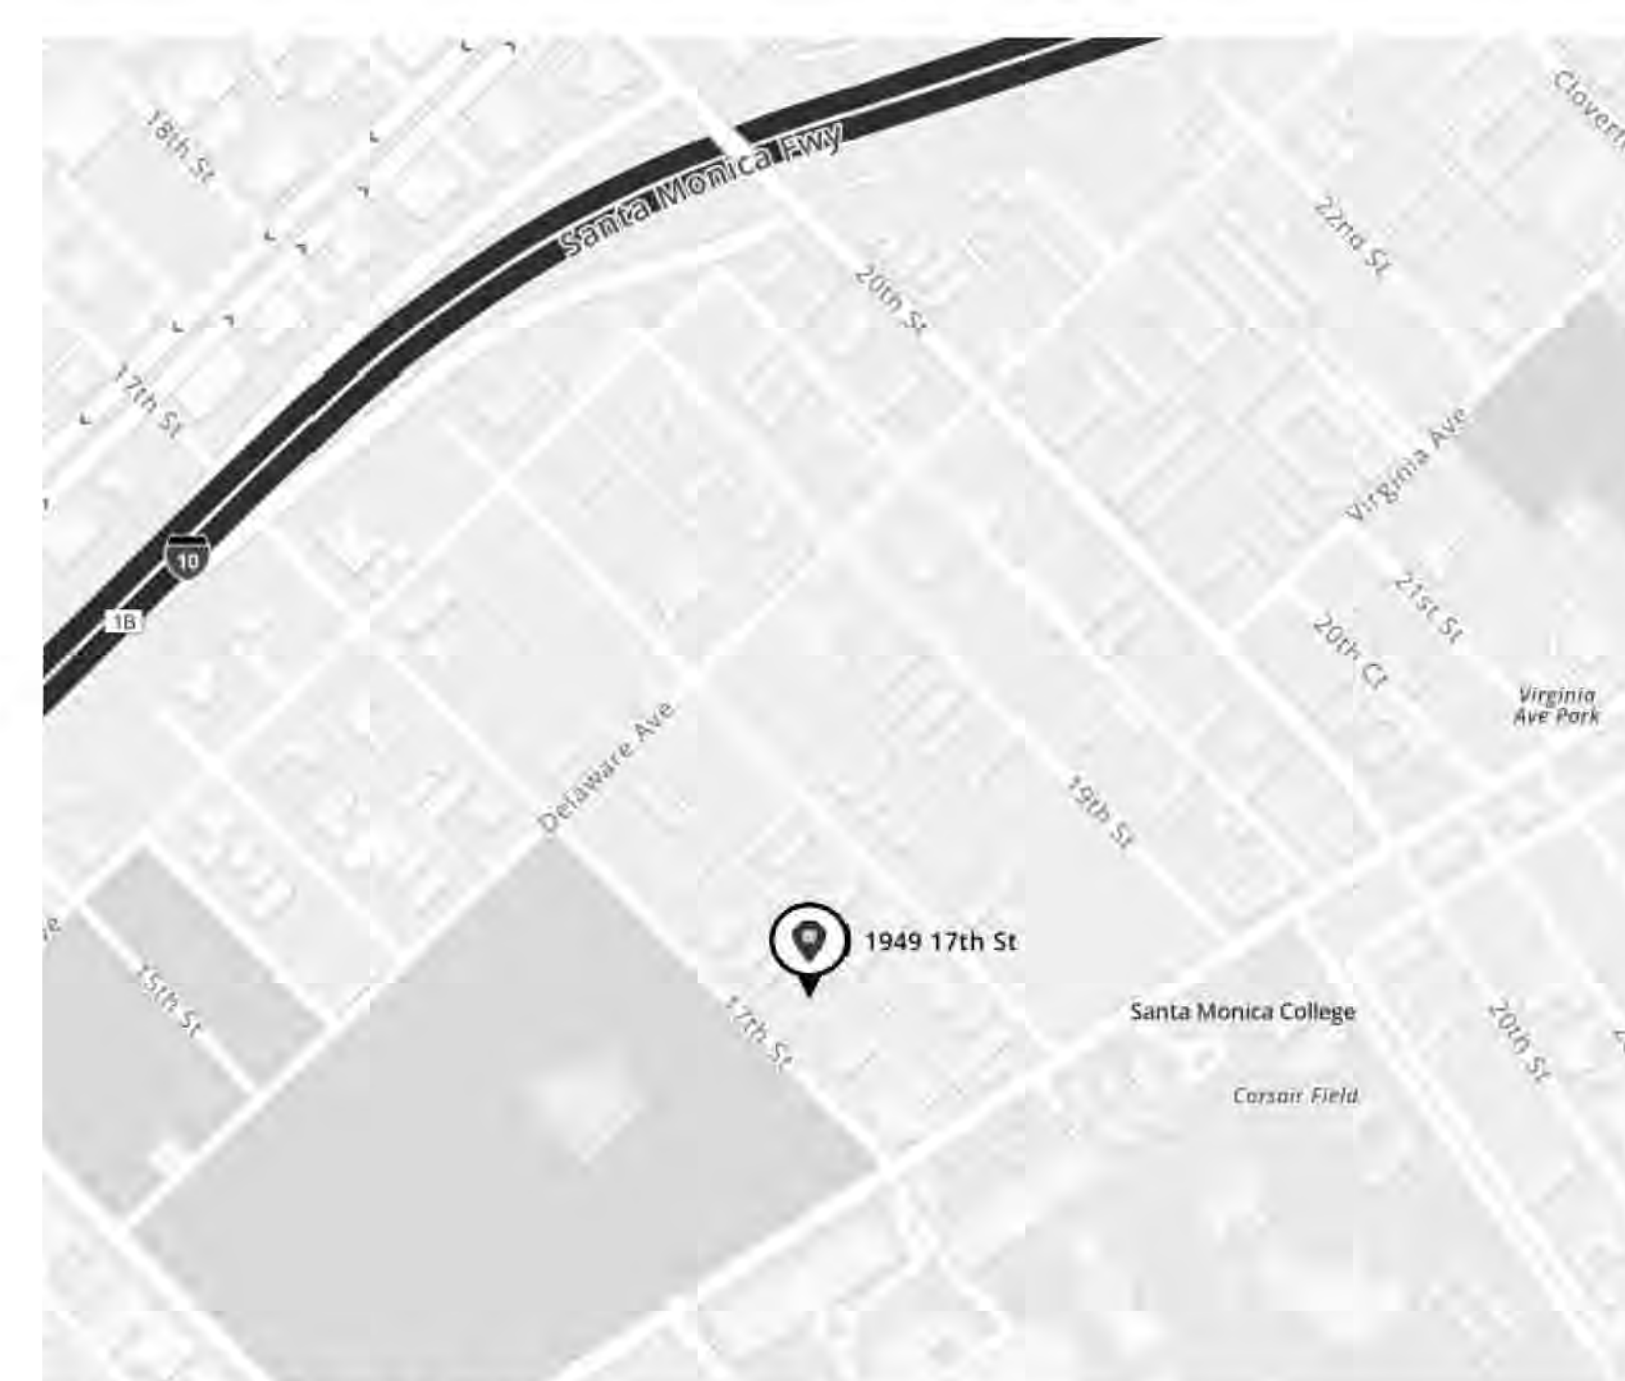 Clovert
18th St
Santa Monica Fwy
22nd St
20th St
17th St
Virginia Ave
10
1B
21st St
20th Ct
Virginia
Ave Park
Delaware Ave
19th St
1949 17th St
15th St
17th St
Santa Monica College
20th St
Corsair Field